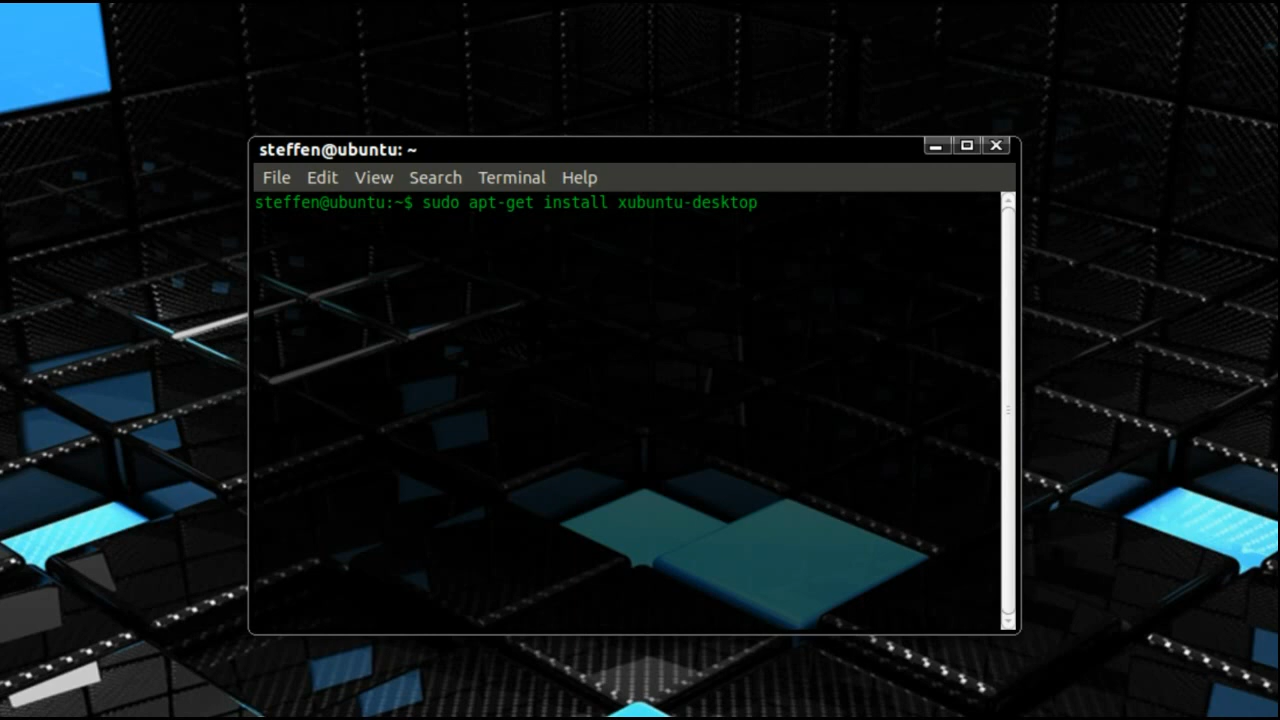 steffen@ubuntu: ~
File Edit View Search Terminal Help
steffen@ubuntu:~$ sudo apt-get install xubuntu-desktop